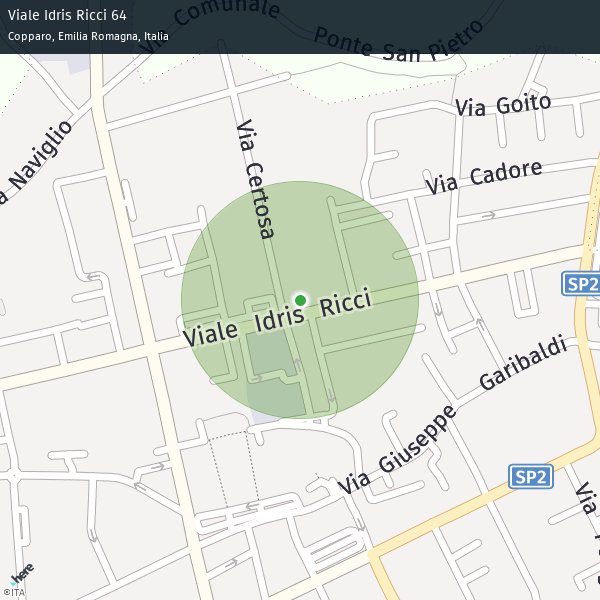 Viale Idris Ricci 64
Copparo, Emilia Romagna, Italia
Via Comunale
Ponte San Pietro
Via Goito
Naviglio
Via Certosa
Via Cadore
SP2
Viale Idris Ricci
Via Giuseppe Garibaldi
SP2
Via
here
©ITA